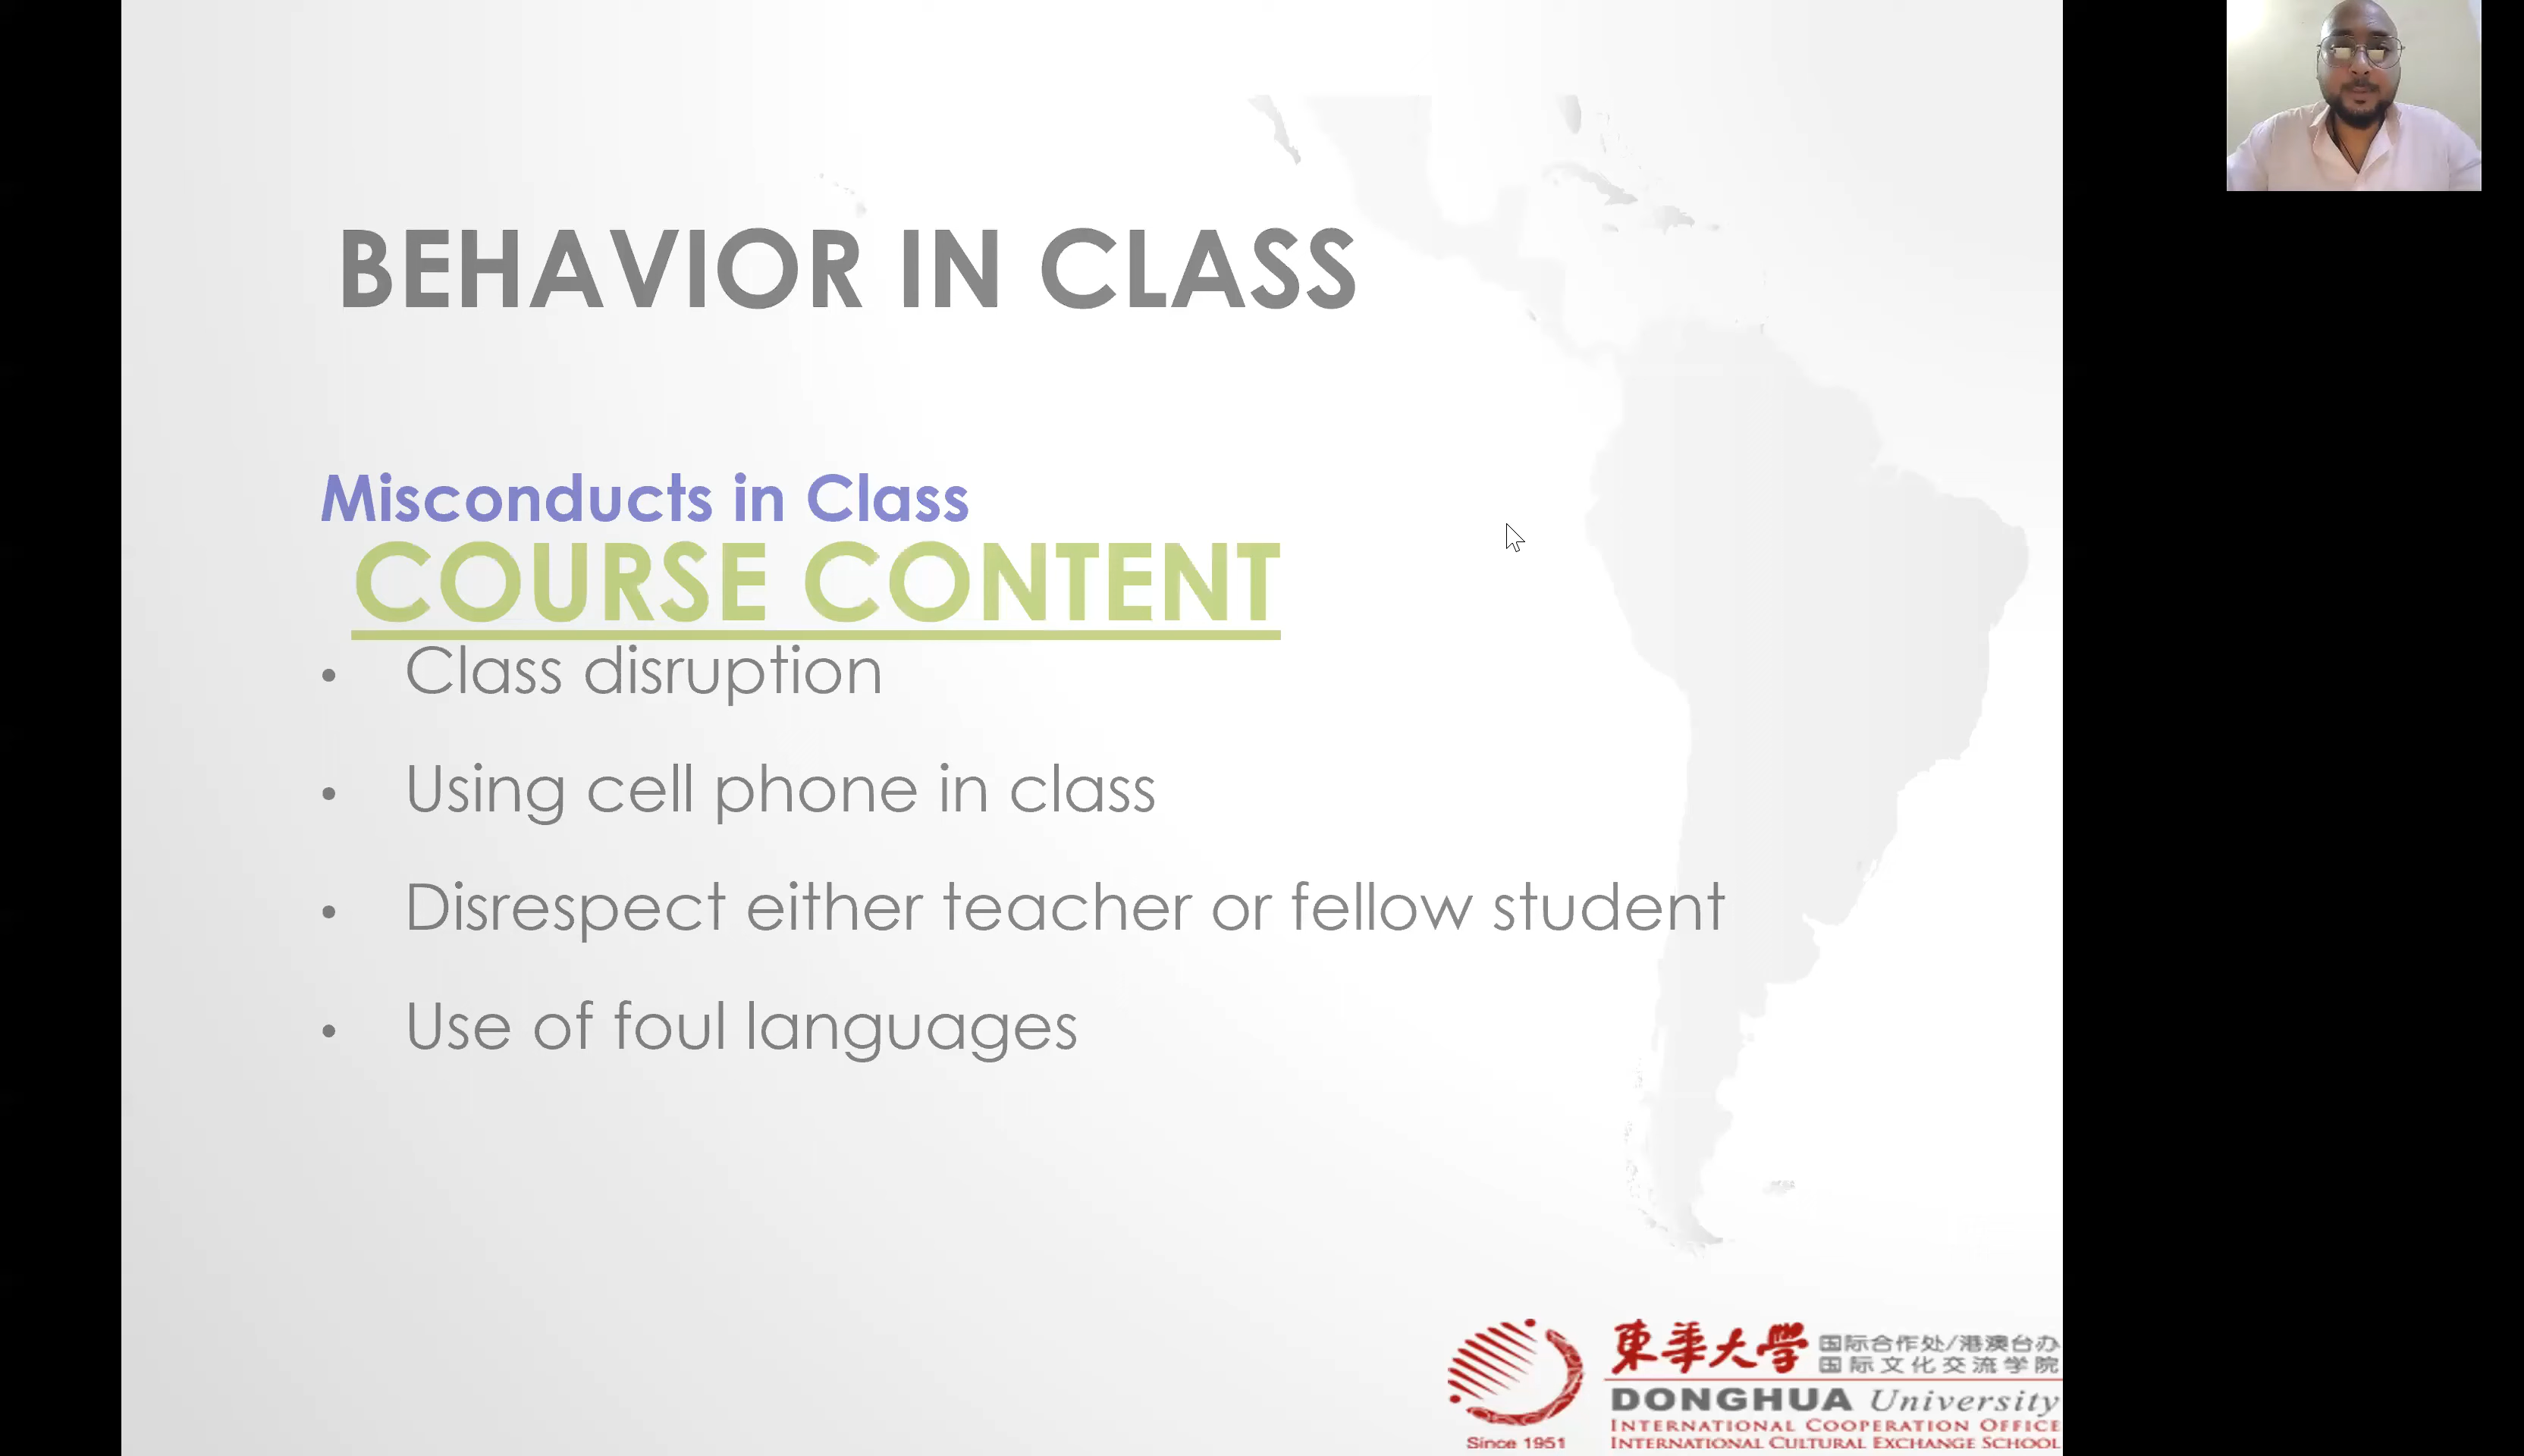 BEHAVIOR IN CLASS
Misconducts in Class
COURSE CONTENT
• Class disruption
• Using cell phone in class
• Disrespect either teacher or fellow student
• Use of foul languages
東華大學
国际合作处/港澳台办
国际文化交流学院
DONGHUA University
INTERNATIONAL COOPERATION OFFICE
INTERNATIONAL CULTURAL EXCHANGE SCHOOL
Since 1951